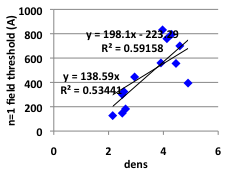 1000
800
600
400
200
0
n=1 field threshold (A)
y = 198.1x - 223.79
R² = 0.59158
y = 138.59x
R² = 0.53441
0 2 4 6
dens